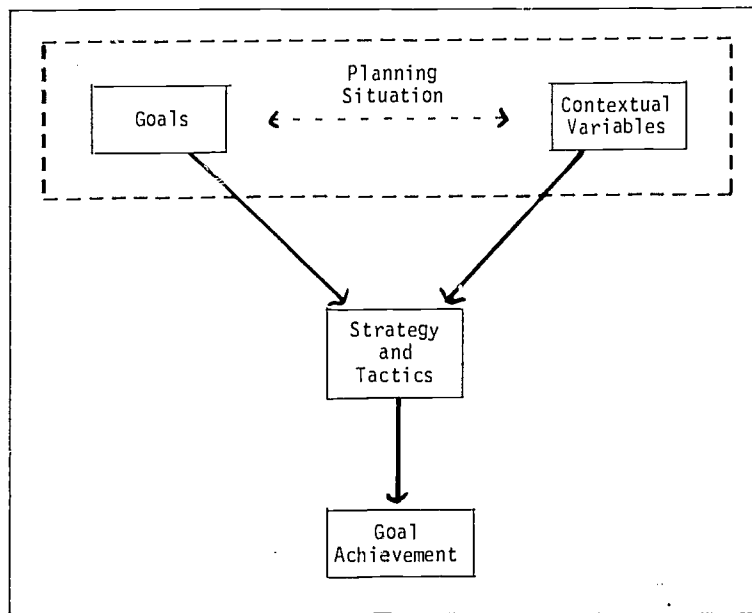 Planning
Situation
Goals
Contextual
Variables
Strategy
and
Tactics
Goal
Achievement